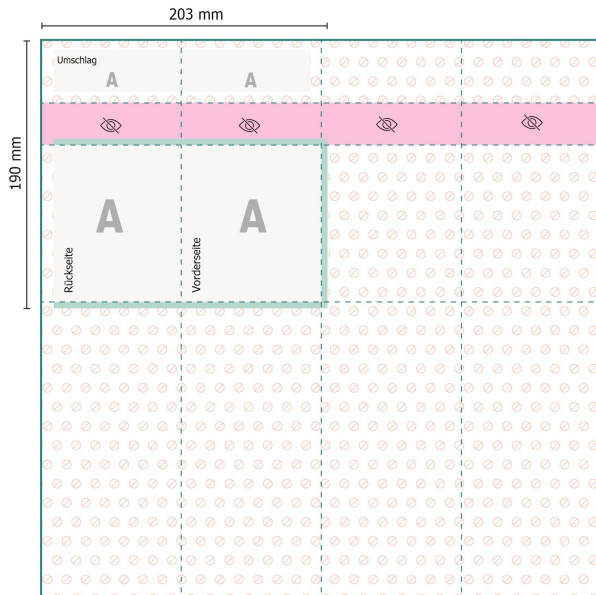 203 mm
190 mm
Umschlag
A A
A A
Rückseite
Vorderseite